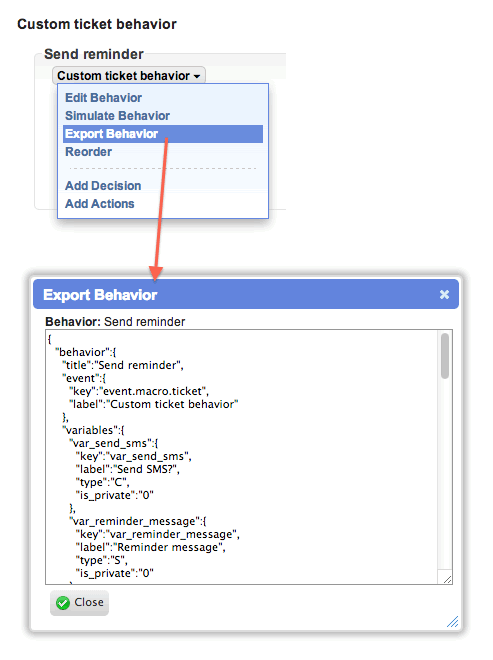 Custom ticket behavior
Send reminder
Custom ticket behavior
Edit Behavior
Simulate Behavior
Export Behavior
Reorder
Add Decision
Add Actions
Export Behavior
Behavior: Send reminder
{
"behavior":{
"title":"Send reminder",
"event":{
"key":"event.macro.ticket",
"label":"Custom ticket behavior"
},
"variables":{
"var_send_sms":{
"key":"var_send_sms",
"label":"Send SMS?",
"type":"C",
"is_private":"0"
},
"var_reminder_message":{
"key":"var_reminder_message",
"label":"Reminder message",
"type":"S",
"is_private":"0"
Close